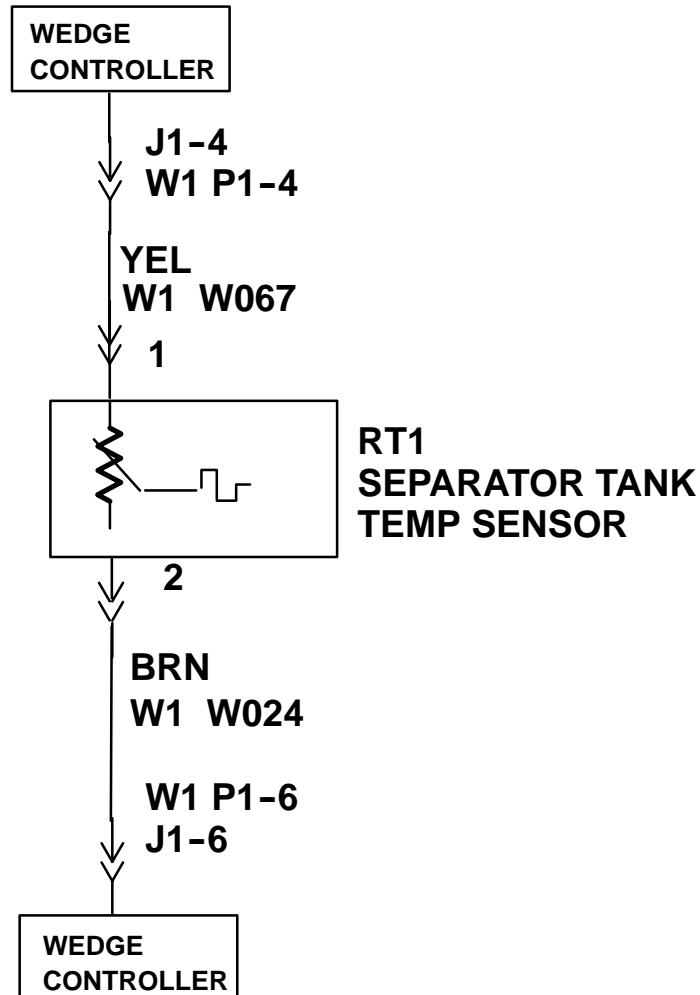 WEDGE
CONTROLLER
J1-4
W1 P1-4
YEL
W1 W067
1
RT1
SEPARATOR TANK
TEMP SENSOR
2
BRN
W1 W024
W1 P1-6
J1-6
WEDGE
CONTROLLER